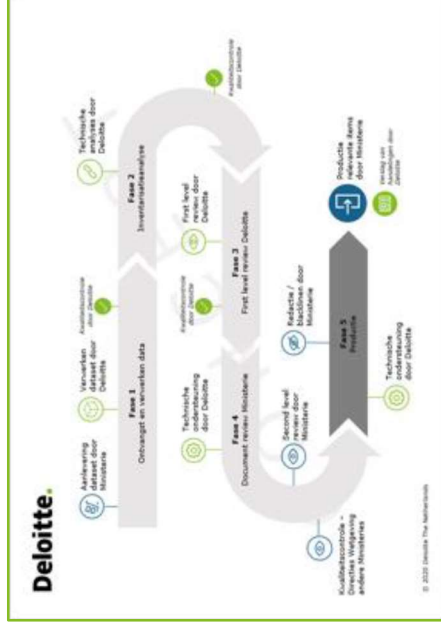 Deloitte.
Aanlevering
dataset door
Ministerie
Verwerken
dataset door
Deloitte
Kwaliteitscontrole
door Deloitte
Technische
analyses door
Deloitte
Fase 1
Ontvangst en verwerken data
Fase 2
Inventarisatieanalyse
Kwaliteitscontrole
door Deloitte
Technische
ondersteuning
door Deloitte
Kwaliteitscontrole
door Deloitte
First level
review door
Deloitte
Fase 4
Document review Ministerie
Fase 3
First level review Deloitte
Second level
review door
Ministerie
Redactie /
blacklinen door
Ministerie
Productie
relevante items
door Ministerie
Kwaliteitscontrole –
Directies Wetgeving
andere Ministeries
Fase 5
Productie
Verslag van
handelingen door
Deloitte
Technische
ondersteuning
door Deloitte
© 2020 Deloitte The Netherlands